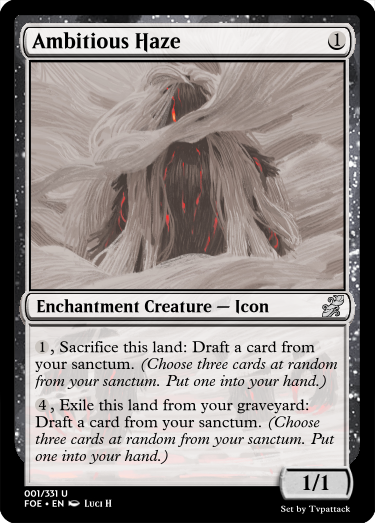 Ambitious Haze 1
Enchantment Creature — Icon
1 , Sacrifice this land: Draft a card from
your sanctum. (Choose three cards at random
from your sanctum. Put one into your hand.)
4 , Exile this land from your graveyard:
Draft a card from your sanctum. (Choose
three cards at random from your sanctum. Put
one into your hand.)
1/1
001/331 U
FOE • EN Luci H
Set by Tvpattack